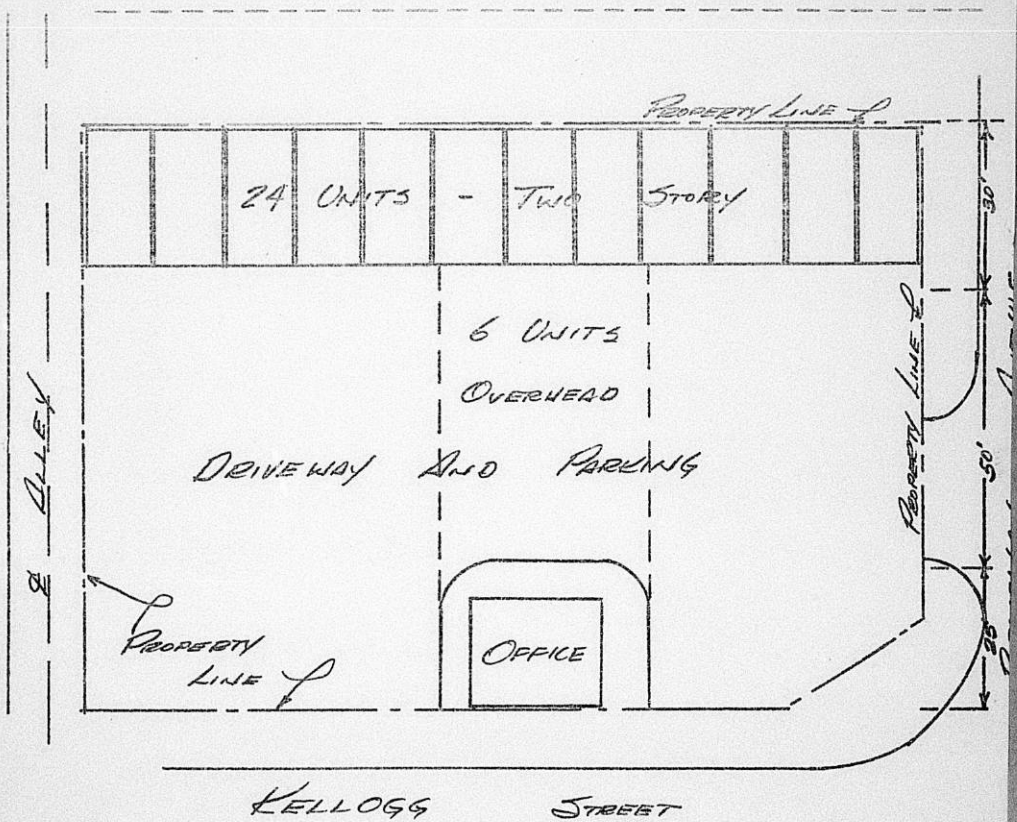 PROPERTY LINE
24 UNITS - TWO STORY
30'
6 UNITS
OVERHEAD
PROPERTY LINE
DRIVEWAY AND PARKING
50'
℄ ALLEY
PROPERTY
LINE
OFFICE
25'
KELLOGG STREET